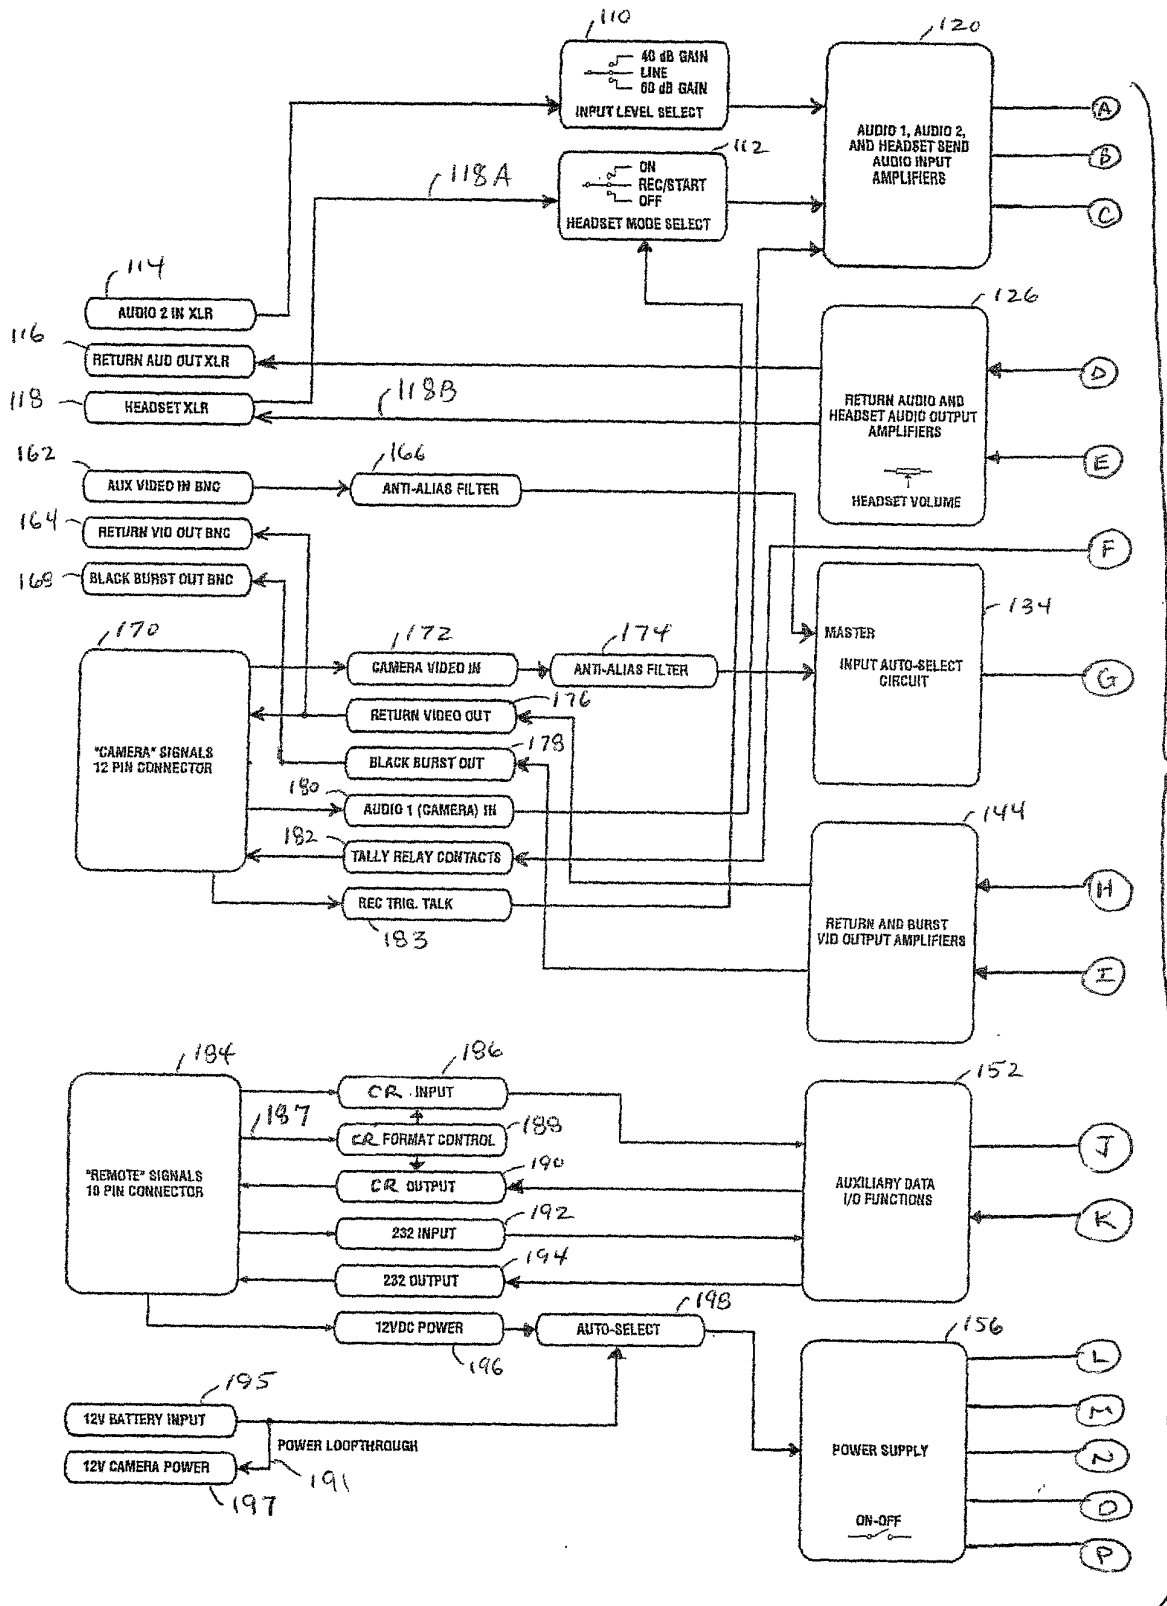 110
40 dB GAIN
LINE
60 dB GAIN
INPUT LEVEL SELECT
120
AUDIO 1, AUDIO 2,
AND HEADSET SEND
AUDIO INPUT
AMPLIFIERS
A
B
C
112
118A
ON
REC/START
OFF
HEADSET MODE SELECT
114
AUDIO 2 IN XLR
116
RETURN AUD OUT XLR
118
HEADSET XLR
118B
126
RETURN AUDIO AND
HEADSET AUDIO OUTPUT
AMPLIFIERS
HEADSET VOLUME
D
E
162
AUX VIDEO IN BNC
166
ANTI-ALIAS FILTER
164
RETURN VID OUT BNC
168
BLACK BURST OUT BNC
F
134
MASTER
INPUT AUTO-SELECT
CIRCUIT
G
170
"CAMERA" SIGNALS
12 PIN CONNECTOR
172
CAMERA VIDEO IN
174
ANTI-ALIAS FILTER
176
RETURN VIDEO OUT
178
BLACK BURST OUT
180
AUDIO 1 (CAMERA) IN
182
TALLY RELAY CONTACTS
REC TRIG. TALK
183
144
RETURN AND BURST
VID OUTPUT AMPLIFIERS
H
I
184
"REMOTE" SIGNALS
10 PIN CONNECTOR
186
CR INPUT
187
CR FORMAT CONTROL
188
CR OUTPUT
190
232 INPUT
192
232 OUTPUT
194
152
AUXILIARY DATA
I/O FUNCTIONS
J
K
12VDC POWER
196
AUTO-SELECT
198
195
12V BATTERY INPUT
POWER LOOPTHROUGH
191
12V CAMERA POWER
197
156
POWER SUPPLY
ON-OFF
L
M
N
O
P